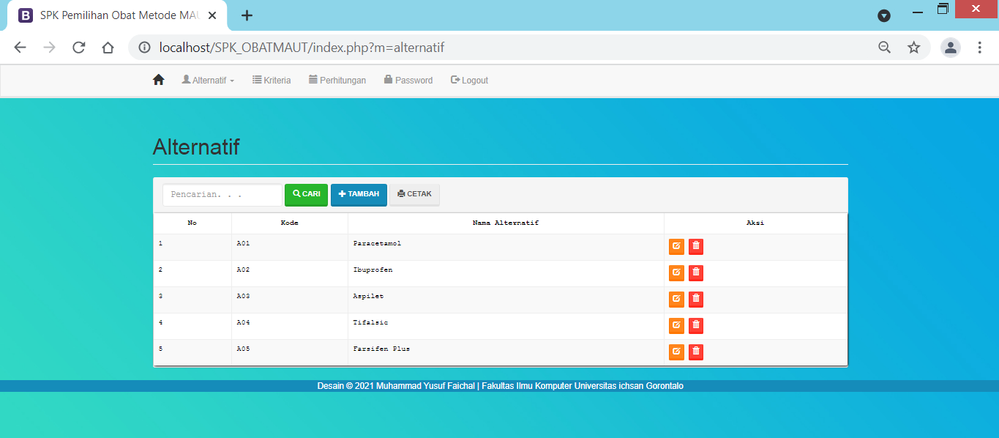 B SPK Pemilihan Obat Metode MAU
localhost/SPK_OBATMAUT/index.php?m=alternatif
Alternatif Kriteria Perhitungan Password Logout
Alternatif
Pencarian. . . CARI TAMBAH CETAK
No Kode Nama Alternatif Aksi
1 A01 Paracetamol
2 A02 Ibuprofen
3 A03 Aspilet
4 A04 Tifalsic
5 A05 Farsifen Plus
Desain © 2021 Muhammad Yusuf Faichal | Fakultas Ilmu Komputer Universitas ichsan Gorontalo